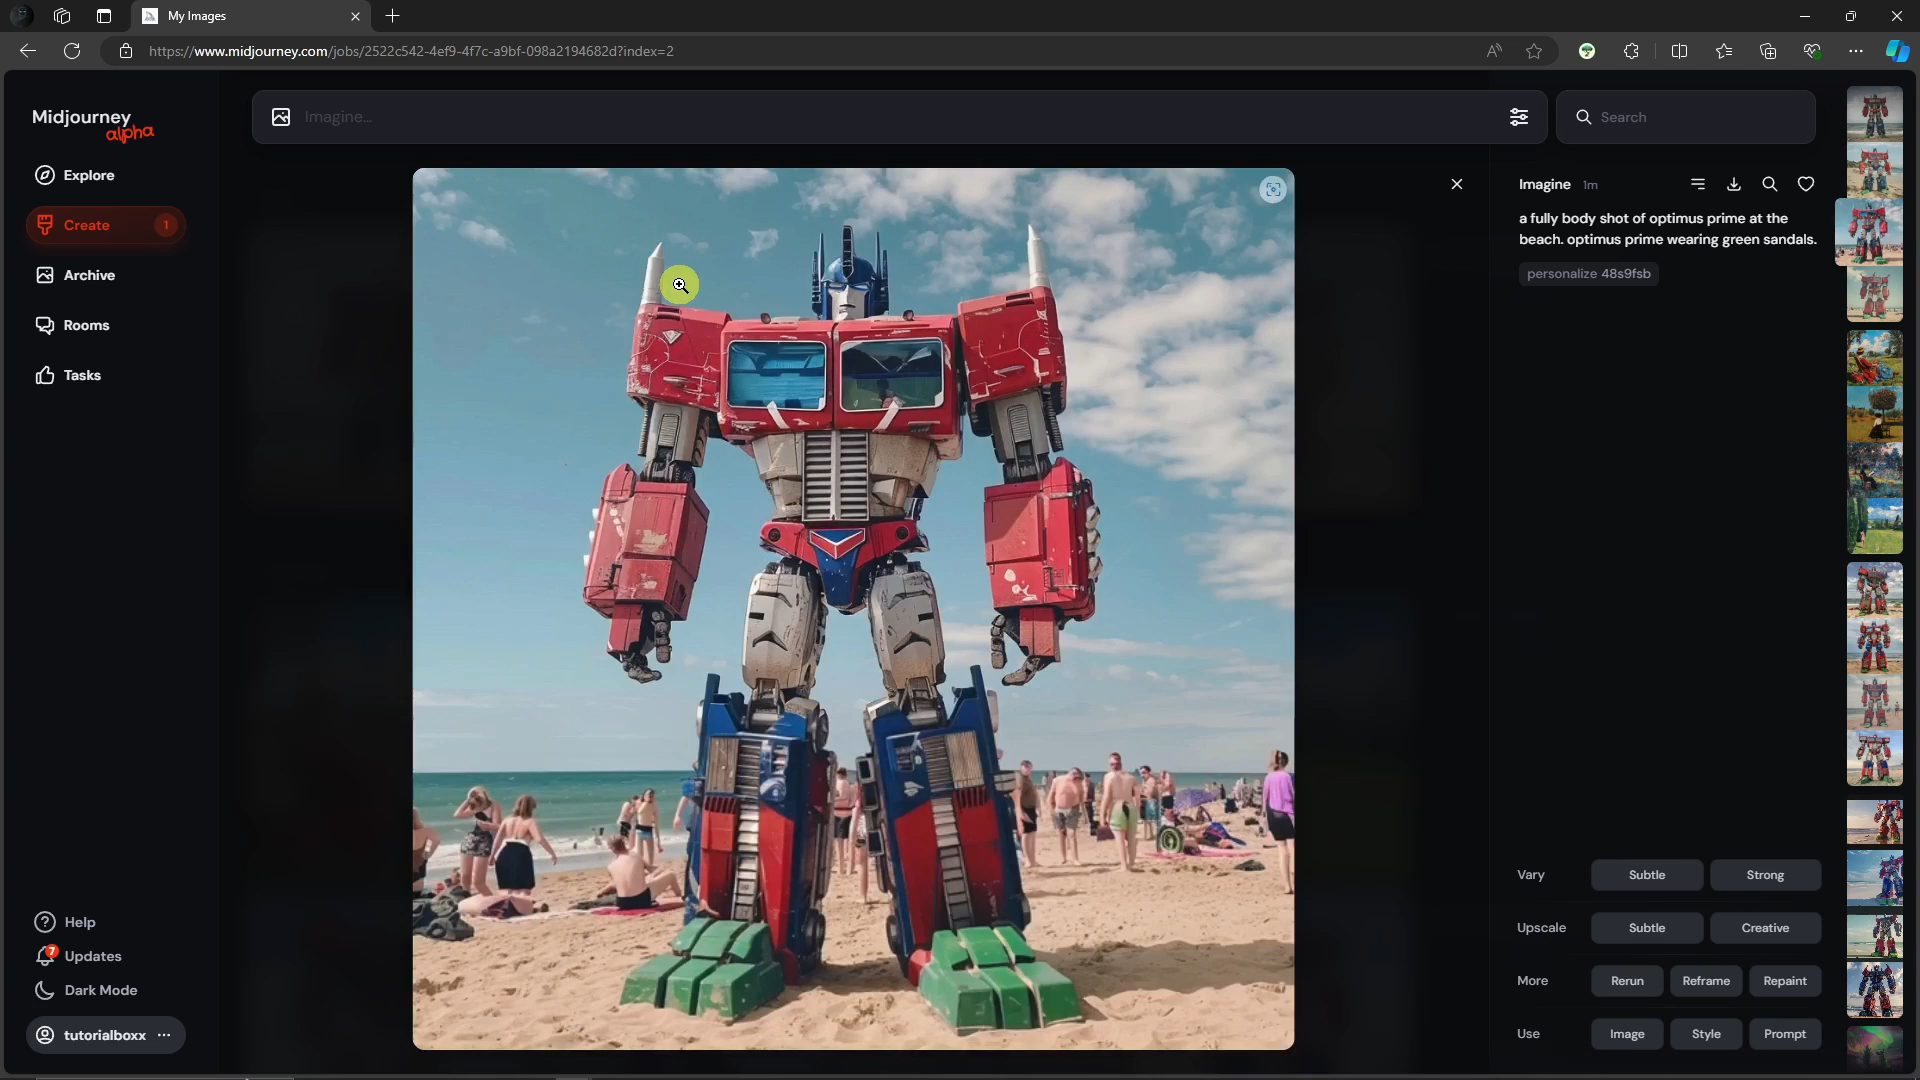 My Images
https://www.midjourney.com/jobs/2522c542-4ef9-4f7c-a9bf-098a2194682d?index=2
Midjourney
alpha
Imagine...
Search
Explore
Create 1
Archive
Rooms
Tasks
Imagine 1m
a fully body shot of optimus prime at the
beach. optimus prime wearing green sandals.
personalize 48s9fsb
Vary Subtle Strong
Upscale Subtle Creative
More Rerun Reframe Repaint
Use Image Style Prompt
Help
7
Updates
Dark Mode
tutorialboxx ...